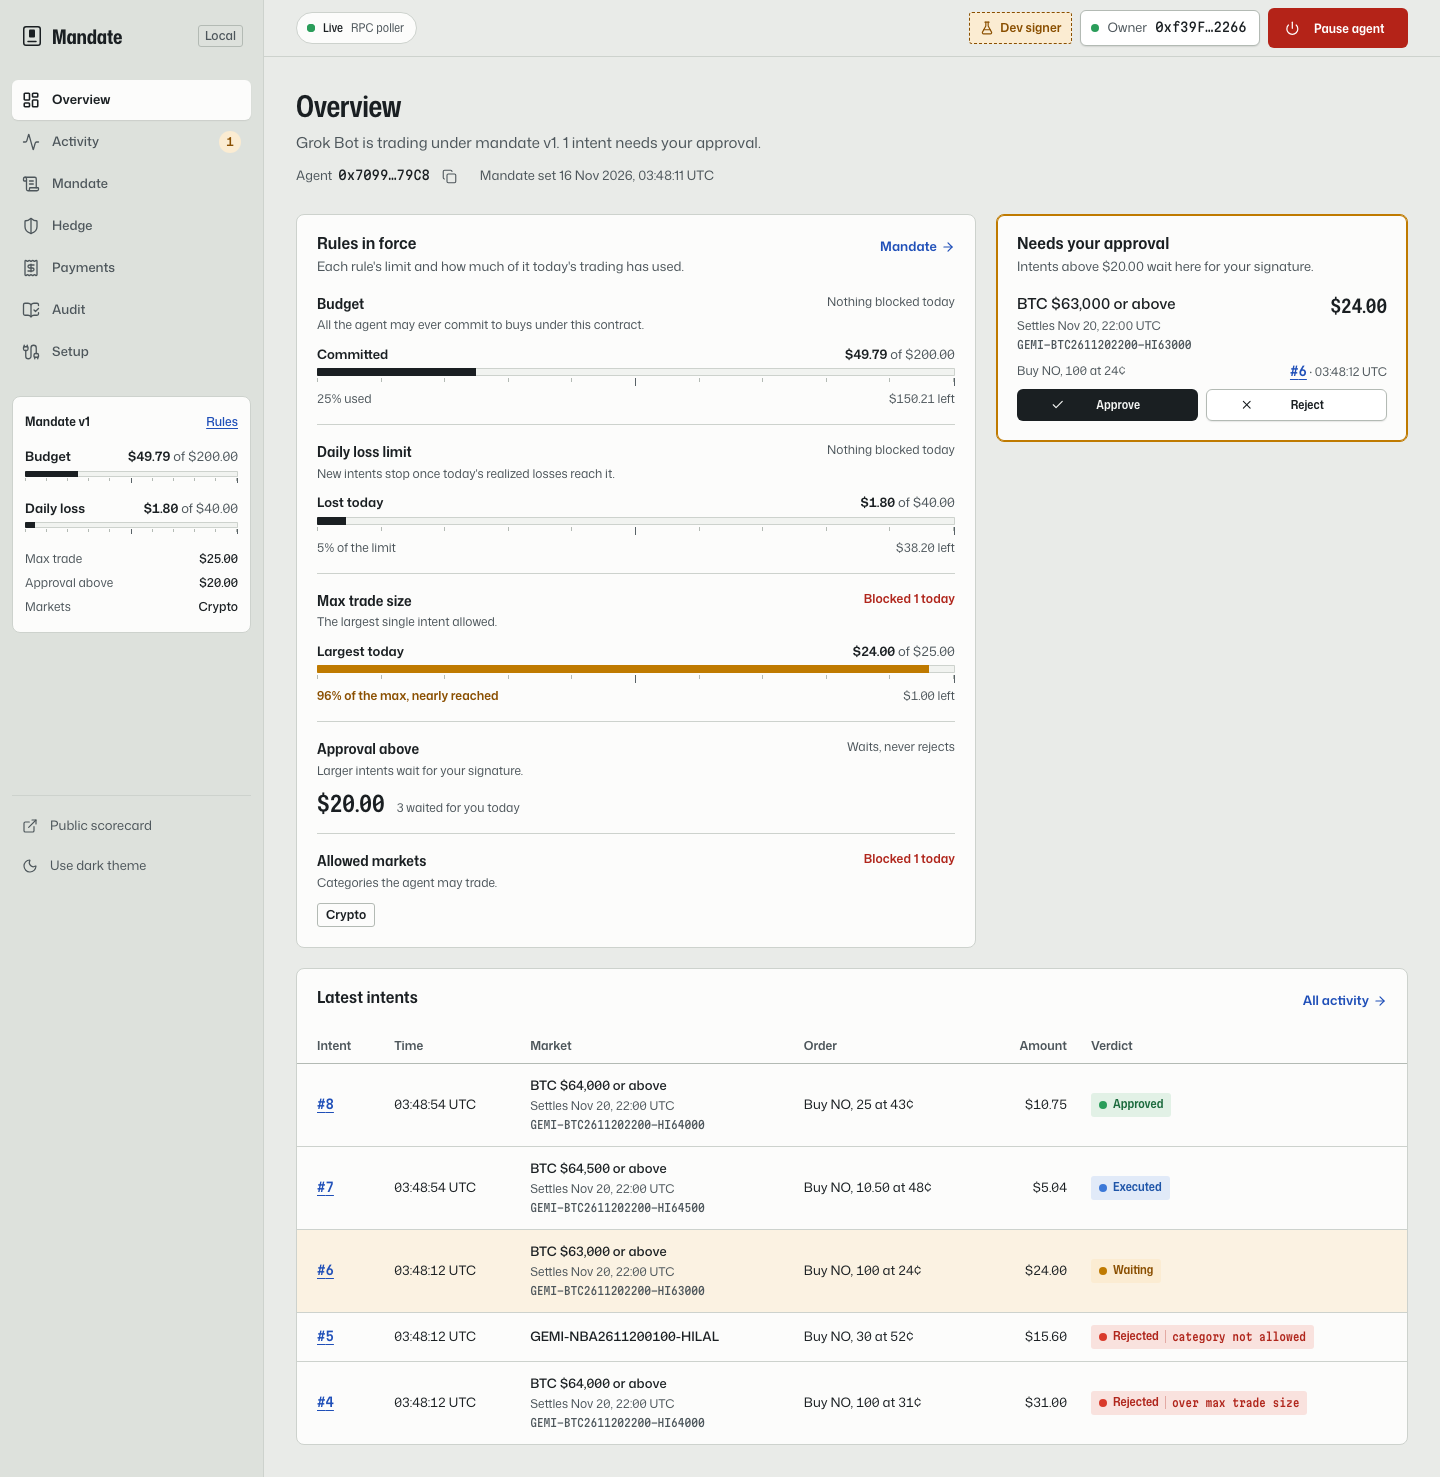 Mandate
Local
Overview
Activity
1
Mandate
Hedge
Payments
Audit
Setup
Mandate v1
Rules
Budget
$49.79 of $200.00
Daily loss
$1.80 of $40.00
Max trade
$25.00
Approval above
$20.00
Markets
Crypto
Public scorecard
Use dark theme
Live RPC poller
Dev signer
Owner 0xf39F…2266
Pause agent
Overview
Grok Bot is trading under mandate v1. 1 intent needs your approval.
Agent 0x7099…79C8
Mandate set 16 Nov 2026, 03:48:11 UTC
Rules in force
Mandate
Each rule's limit and how much of it today's trading has used.
Budget
Nothing blocked today
All the agent may ever commit to buys under this contract.
Committed
$49.79 of $200.00
25% used
$150.21 left
Daily loss limit
Nothing blocked today
New intents stop once today's realized losses reach it.
Lost today
$1.80 of $40.00
5% of the limit
$38.20 left
Max trade size
Blocked 1 today
The largest single intent allowed.
Largest today
$24.00 of $25.00
96% of the max, nearly reached
$1.00 left
Approval above
Waits, never rejects
Larger intents wait for your signature.
$20.00 3 waited for you today
Allowed markets
Blocked 1 today
Categories the agent may trade.
Crypto
Needs your approval
Intents above $20.00 wait here for your signature.
BTC $63,000 or above
$24.00
Settles Nov 20, 22:00 UTC
GEMI-BTC2611202200-HI63000
Buy NO, 100 at 24¢
#6 · 03:48:12 UTC
Approve
Reject
Latest intents
All activity
Intent Time Market Order Amount Verdict
#8 03:48:54 UTC
BTC $64,000 or above
Settles Nov 20, 22:00 UTC
GEMI-BTC2611202200-HI64000
Buy NO, 25 at 43¢ $10.75 Approved
#7 03:48:54 UTC
BTC $64,500 or above
Settles Nov 20, 22:00 UTC
GEMI-BTC2611202200-HI64500
Buy NO, 10.50 at 48¢ $5.04 Executed
#6 03:48:12 UTC
BTC $63,000 or above
Settles Nov 20, 22:00 UTC
GEMI-BTC2611202200-HI63000
Buy NO, 100 at 24¢ $24.00 Waiting
#5 03:48:12 UTC
GEMI-NBA2611200100-HILAL
Buy NO, 30 at 52¢ $15.60 Rejected category not allowed
#4 03:48:12 UTC
BTC $64,000 or above
Settles Nov 20, 22:00 UTC
GEMI-BTC2611202200-HI64000
Buy NO, 100 at 31¢ $31.00 Rejected over max trade size